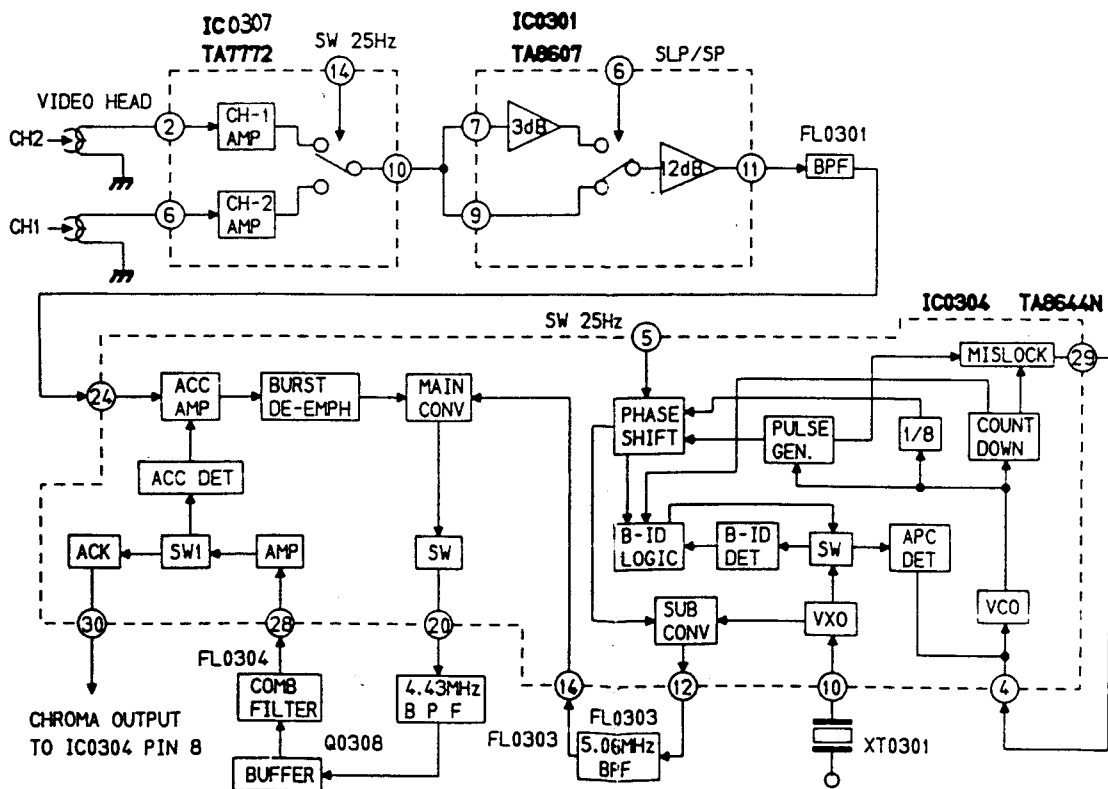 IC0307
TA7772
SW 25Hz
14
IC0301
TA8607
6
SLP/SP
VIDEO HEAD
CH2
2
CH-1
AMP
10
7
3dB
12dB
11
FL0301
BPF
CH1
6
CH-2
AMP
9
SW 25Hz
5
IC0304
TA8644N
MISLOCK
29
24
ACC
AMP
BURST
DE-EMPH
MAIN
CONV
PHASE
SHIFT
PULSE
GEN.
1/8
COUNT
DOWN
ACC DET
ACK
SW1
AMP
SW
B-ID
LOGIC
B-ID
DET
SW
APC
DET
SUB
CONV
VXO
VCO
30
28
20
14
12
10
4
FL0304
COMB
FILTER
4.43MHz
B P F
CHROMA OUTPUT
TO IC0304 PIN 8
Q0308
BUFFER
FL0303
FL0303
5.06MHz
BPF
XT0301